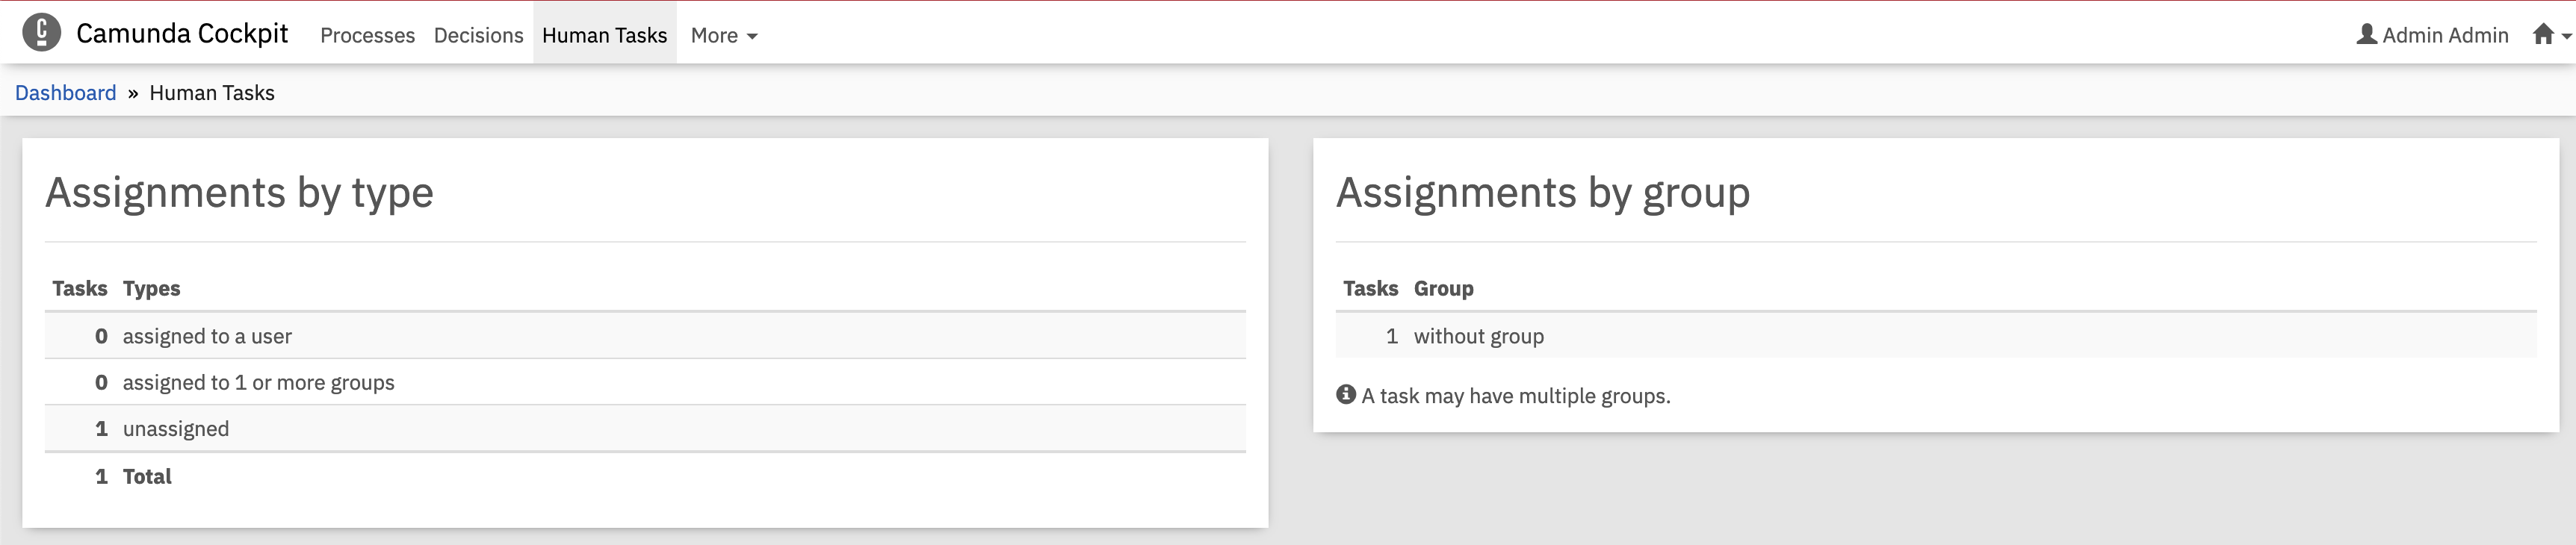 Camunda Cockpit Processes Decisions Human Tasks More Admin Admin
Dashboard » Human Tasks
Assignments by type
Tasks Types
0 assigned to a user
0 assigned to 1 or more groups
1 unassigned
1 Total
Assignments by group
Tasks Group
1 without group
A task may have multiple groups.